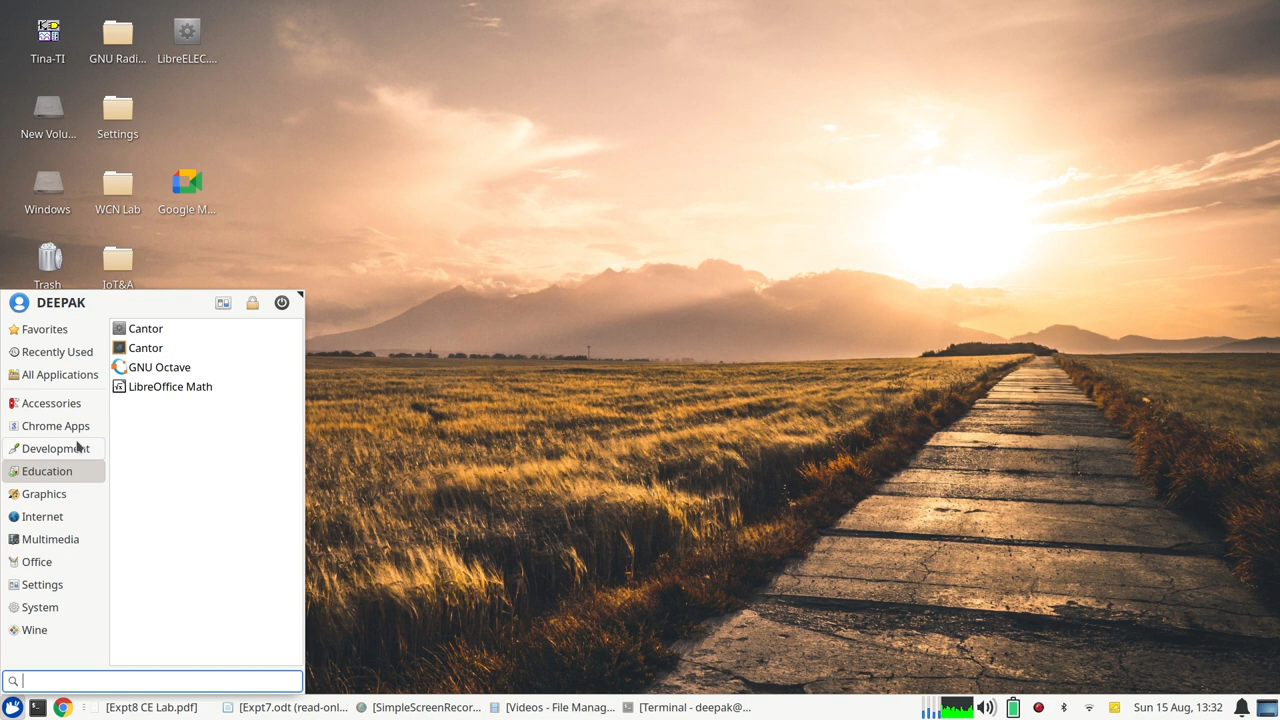 Tina-TI
GNU Radi...
LibreELEC....
New Volu...
Settings
Windows
WCN Lab
Google M...
Trash
IoT&A
DEEPAK
Favorites
Recently Used
All Applications
Accessories
Chrome Apps
Development
Education
Graphics
Internet
Multimedia
Office
Settings
System
Wine
Cantor
Cantor
GNU Octave
LibreOffice Math
[Expt8 CE Lab.pdf]
[Expt7.odt (read-onl...
[SimpleScreenRecor...
[Videos - File Manag...
[Terminal - deepak@...
Sun 15 Aug, 13:32